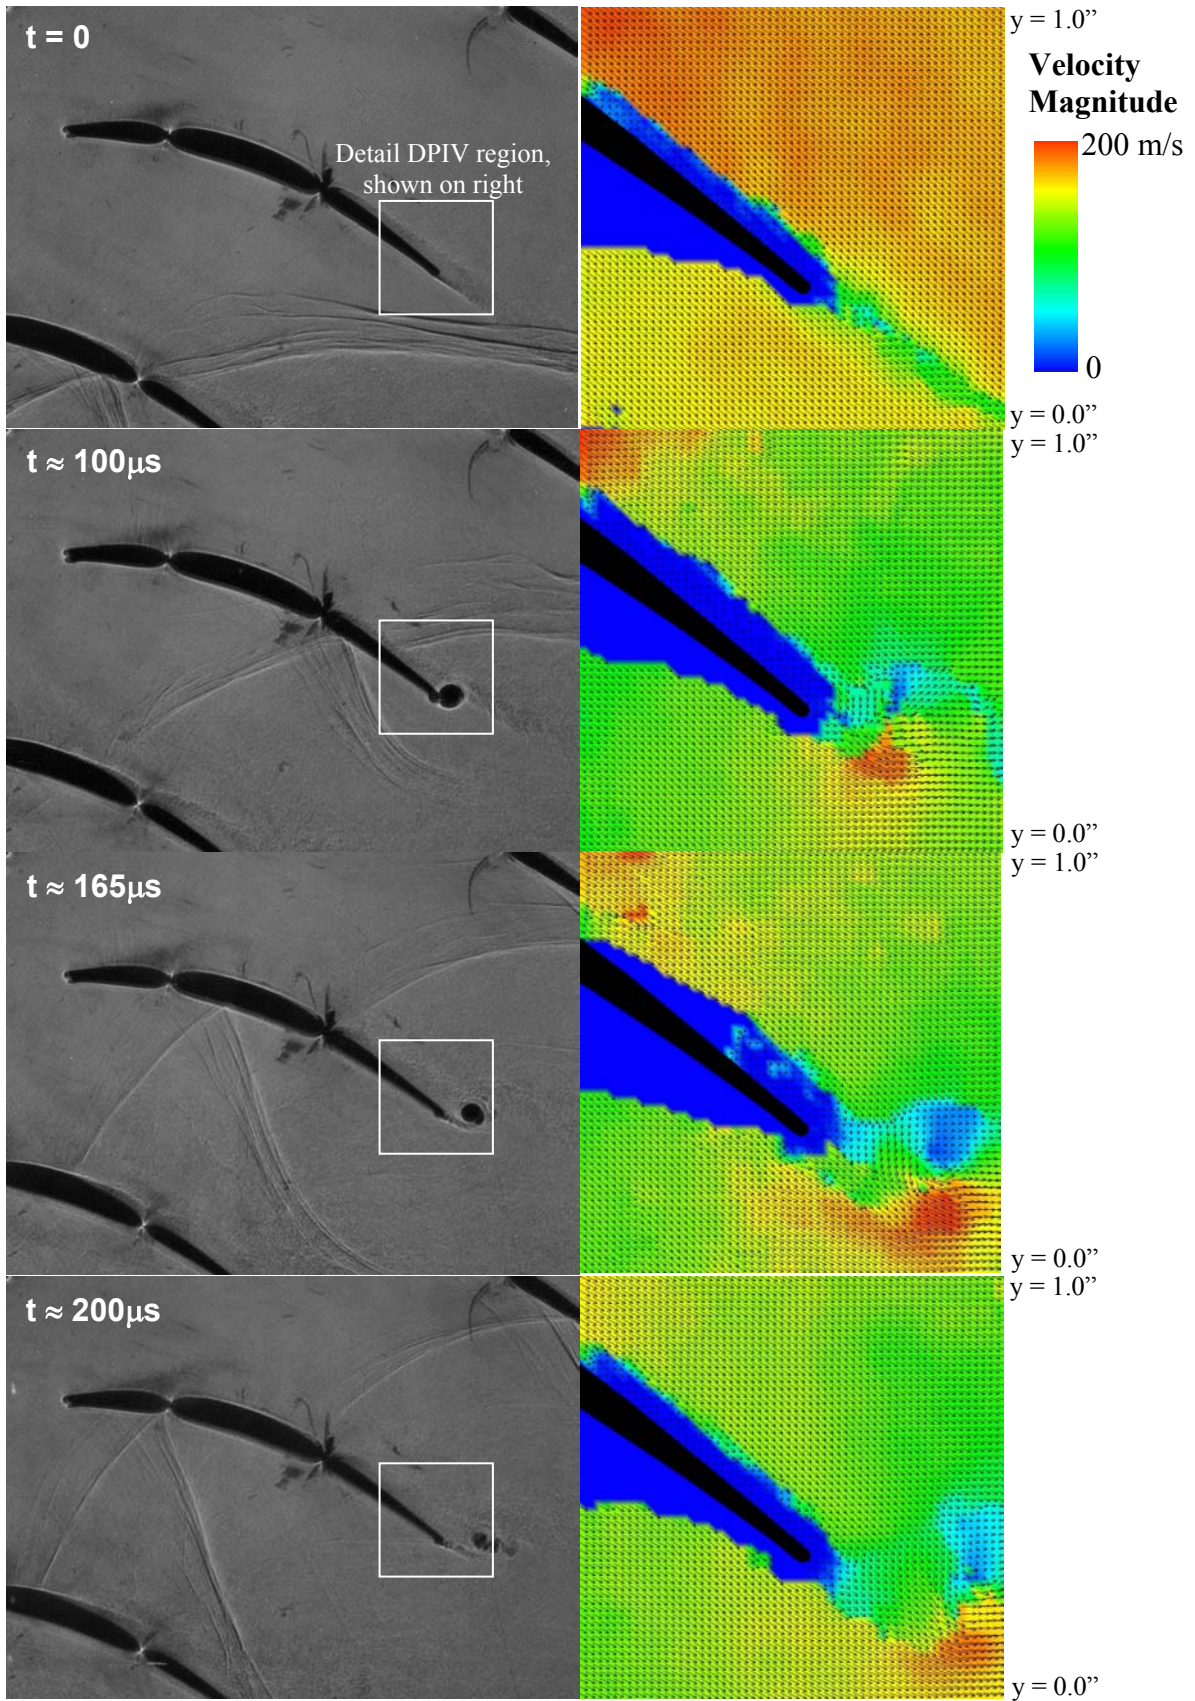 t = 0
Detail DPIV region,
shown on right
y = 1.0”
Velocity
Magnitude
200 m/s
0
y = 0.0”
t ≈ 100μs
y = 1.0”
y = 0.0”
t ≈ 165μs
y = 1.0”
y = 0.0”
t ≈ 200μs
y = 1.0”
y = 0.0”